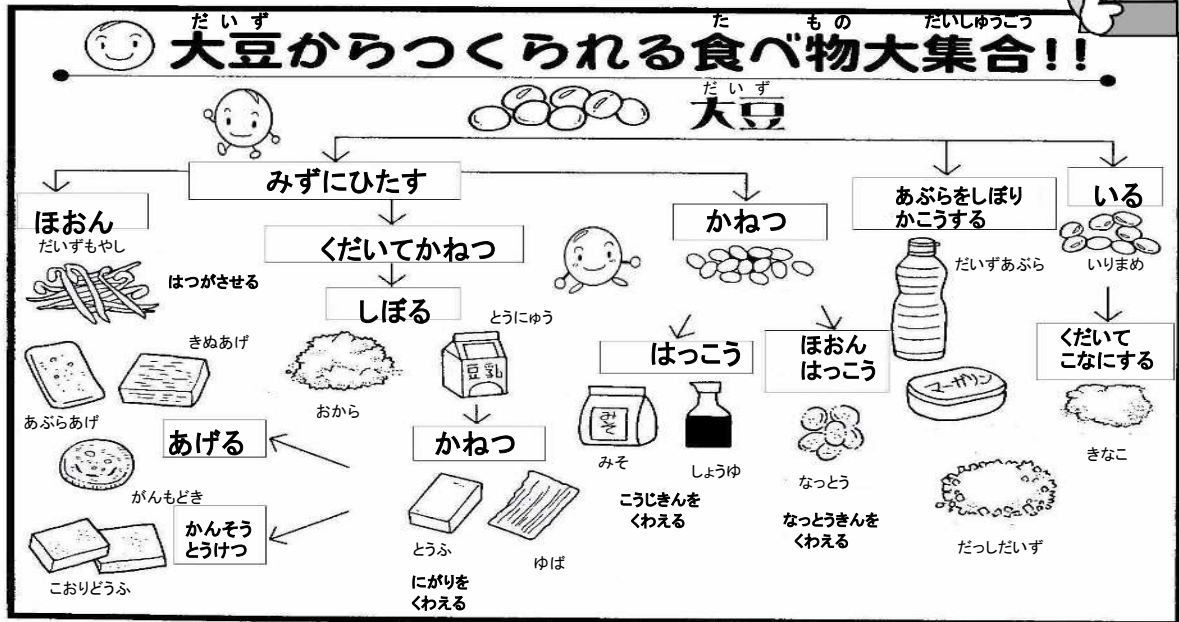 だいず た もの だいしゅうごう
大豆からつくられる食べ物大集合!!
だいず
大豆
みずにひたす
あぶらをしぼり
かこうする
いる
ほおん
だいずもやし
はつがさせる
くだいてかねつ
かねつ
だいずあぶら
いりまめ
しぼる
とうにゅう
豆乳
おから
きぬあげ
あぶらあげ
はっこう
ほおん
はっこう
くだいて
こなにする
マーガリン
きなこ
あげる
かねつ
みそ
みそ
しょうゆ
なっとう
がんもどき
かんそう
とうけつ
こおりどうふ
とうふ
ゆば
にがりを
くわえる
こうじきんを
くわえる
なっとうきんを
くわえる
だっしだいず